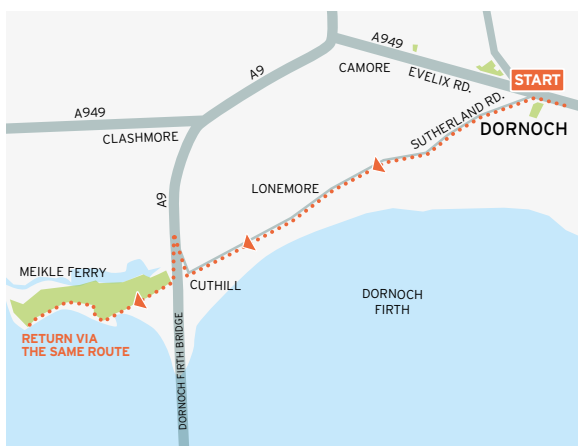 A949
A9
CAMORE
EVELIX RD.
START
A949
CLASHMORE
SUTHERLAND RD.
DORNOCH
LONEMORE
A9
MEIKLE FERRY
CUTHILL
DORNOCH
FIRTH
RETURN VIA
THE SAME ROUTE
DORNOCH FIRTH BRIDGE